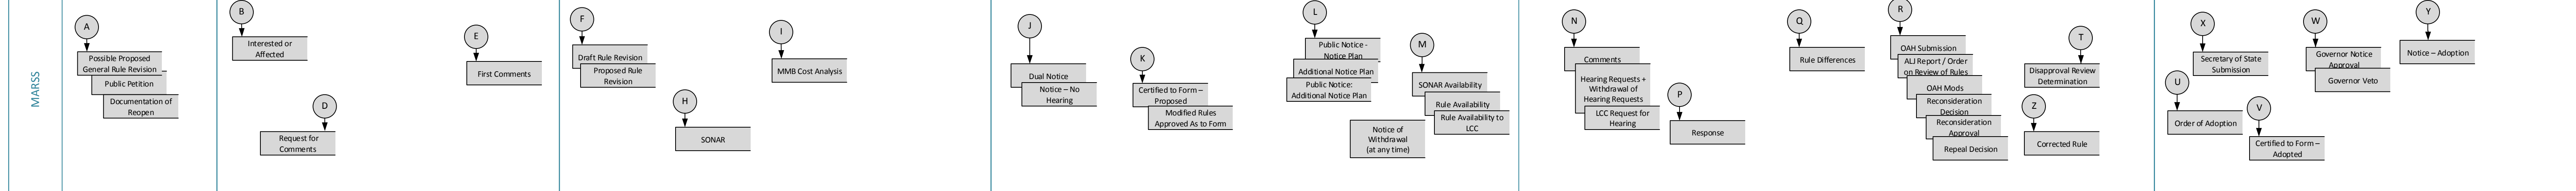 MARSS
A
Possible Proposed
General Rule Revision
Public Petition
Documentation of
Reopen
B
Interested or
Affected
D
Request for
Comments
E
First Comments
F
Draft Rule Revision
Proposed Rule
Revision
H
SONAR
I
MMB Cost Analysis
J
Dual Notice
Notice – No
Hearing
K
Certified to Form –
Proposed
Modified Rules
Approved As to Form
L
Public Notice -
Notice Plan
Additional Notice Plan
Public Notice:
Additional Notice Plan
M
SONAR Availability
Rule Availability
Rule Availability to
LCC
Notice of
Withdrawal
(at any time)
N
Comments
Hearing Requests +
Withdrawal of
Hearing Requests
LCC Request for
Hearing
P
Response
Q
Rule Differences
R
OAH Submission
ALJ Report / Order
on Review of Rules
OAH Mods
Reconsideration
Decision
Reconsideration
Approval
Repeal Decision
T
Disapproval Review
Determination
Z
Corrected Rule
U
Order of Adoption
X
Secretary of State
Submission
V
Certified to Form –
Adopted
W
Governor Notice
Approval
Governor Veto
Y
Notice – Adoption